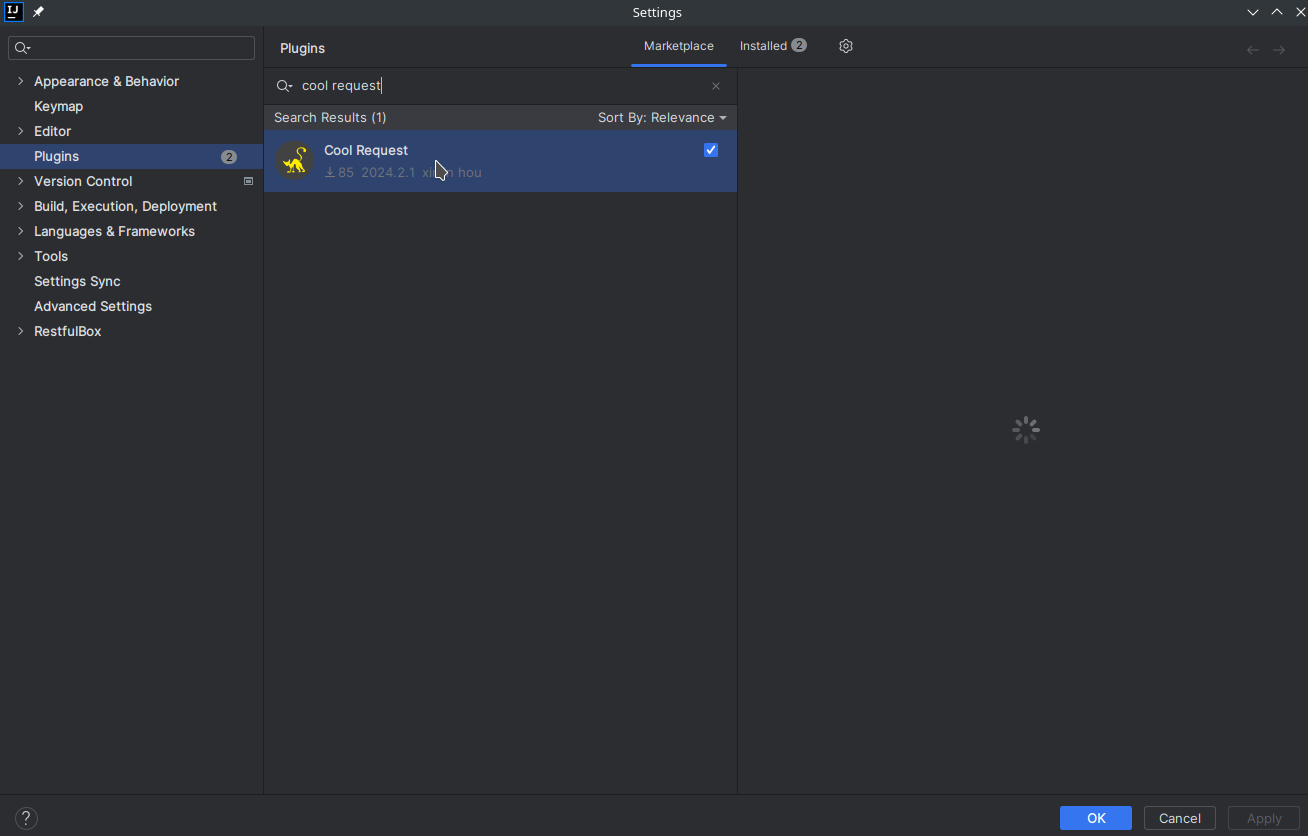 IJ
Settings
Plugins
Marketplace
Installed 2
cool request
Search Results (1)
Sort By: Relevance
Cool Request
85 2024.2.1 hou
Appearance & Behavior
Keymap
Editor
Plugins 2
Version Control
Build, Execution, Deployment
Languages & Frameworks
Tools
Settings Sync
Advanced Settings
RestfulBox
?
OK
Cancel
Apply